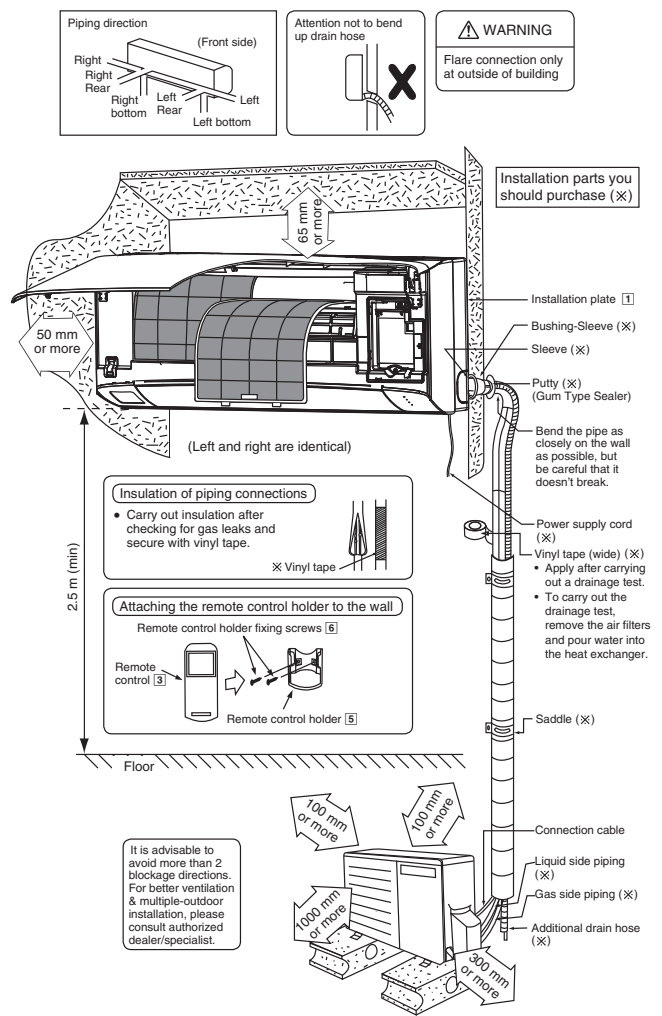 Piping direction
(Front side)
Right
Right
Rear
Right
bottom
Left
Rear
Left
Left bottom
Attention not to bend
up drain hose
WARNING
Flare connection only
at outside of building
Installation parts you
should purchase (※)
65 mm
or more
50 mm
or more
Installation plate 1
Bushing-Sleeve (※)
Sleeve (※)
Putty (※)
(Gum Type Sealer)
Bend the pipe as
closely on the wall
as possible, but
be careful that it
doesn't break.
(Left and right are identical)
Insulation of piping connections
• Carry out insulation after
checking for gas leaks and
secure with vinyl tape.
※ Vinyl tape
Power supply cord
(※)
Vinyl tape (wide) (※)
• Apply after carrying
out a drainage test.
• To carry out the
drainage test,
remove the air filters
and pour water into
the heat exchanger.
2.5 m (min)
Attaching the remote control holder to the wall
Remote control holder fixing screws 6
Remote
control 3
Remote control holder 5
Saddle (※)
Floor
100 mm
or more
100 mm
or more
It is advisable to
avoid more than 2
blockage directions.
For better ventilation
& multiple-outdoor
installation, please
consult authorized
dealer/specialist.
1000 mm
or more
300 mm
or more
Connection cable
Liquid side piping
(※)
Gas side piping (※)
Additional drain hose
(※)